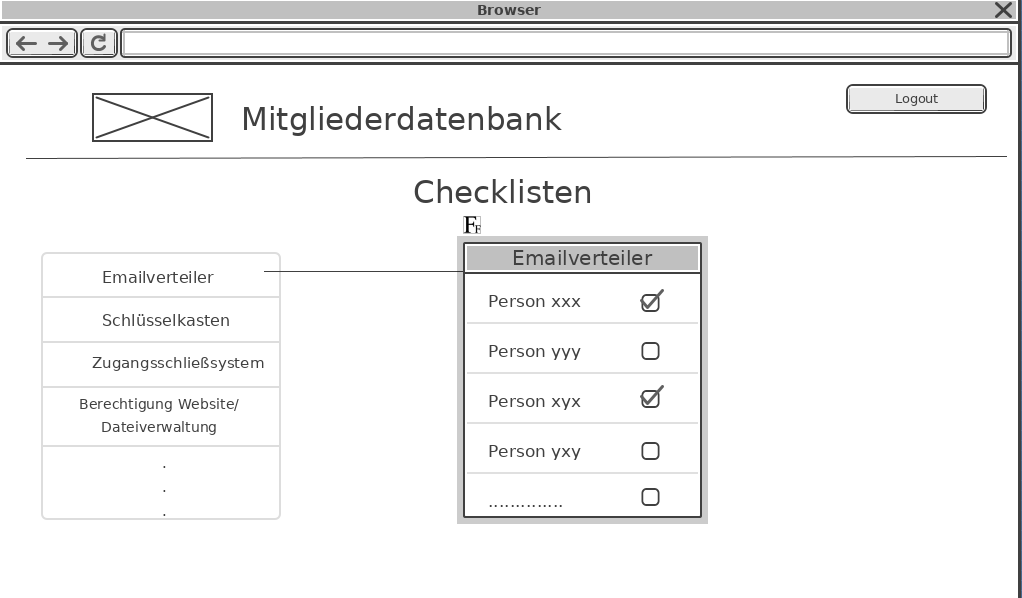 Browser
Mitgliederdatenbank
Logout
Checklisten
FF
Emailverteiler
Schlüsselkasten
Zugangsschließsystem
Berechtigung Website/
Dateiverwaltung
.
.
.
Emailverteiler
Person xxx
Person yyy
Person xyx
Person yxy
..............